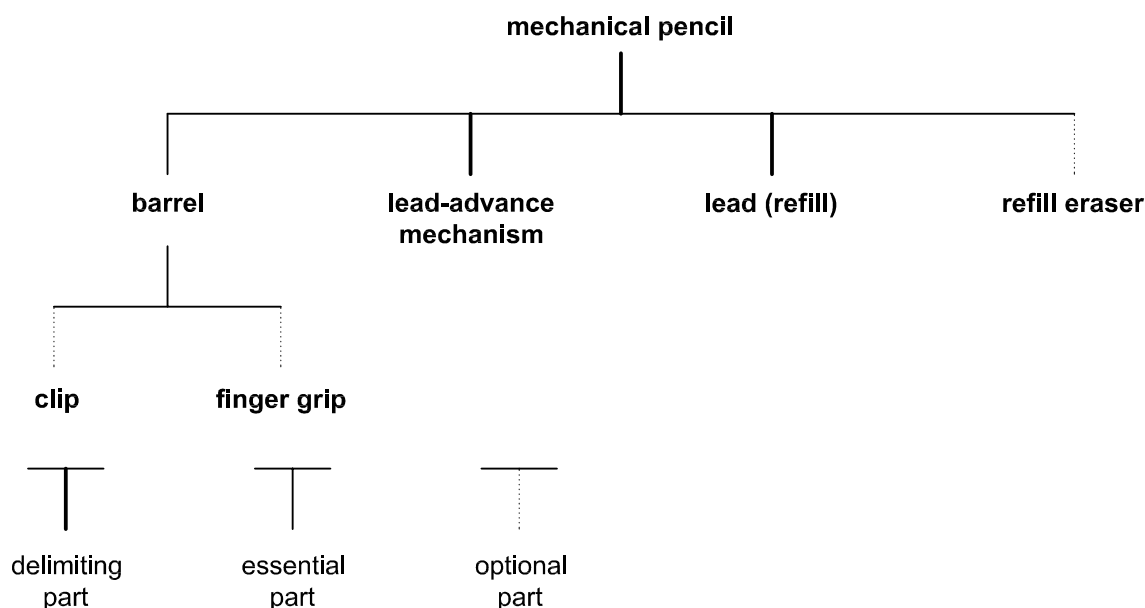 mechanical pencil
barrel
lead-advance
mechanism
lead (refill)
refill eraser
clip
finger grip
delimiting
part
essential
part
optional
part